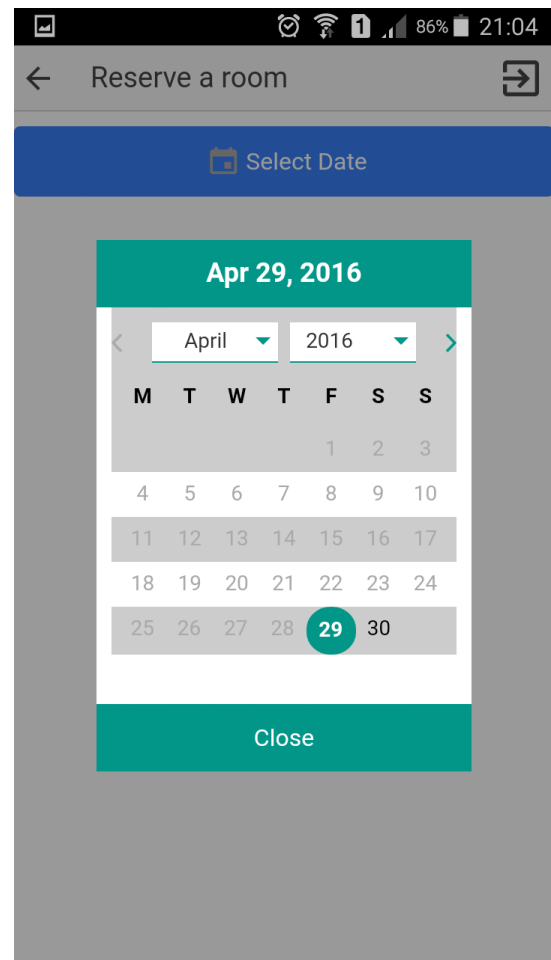 1 86% 21:04
Reserve a room
Select Date
Apr 29, 2016
April 2016
M T W T F S S
1 2 3
4 5 6 7 8 9 10
11 12 13 14 15 16 17
18 19 20 21 22 23 24
25 26 27 28 29 30
Close